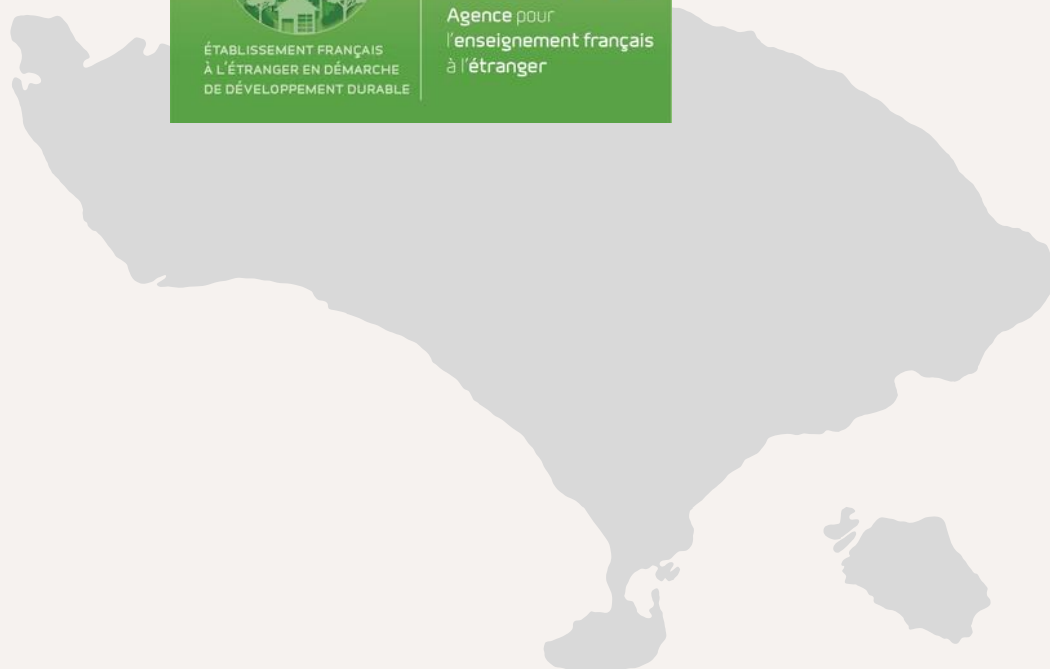 ÉTABLISSEMENT FRANÇAIS
À L'ÉTRANGER EN DÉMARCHE
DE DÉVELOPPEMENT DURABLE
Agence pour
l'enseignement français
à l'étranger